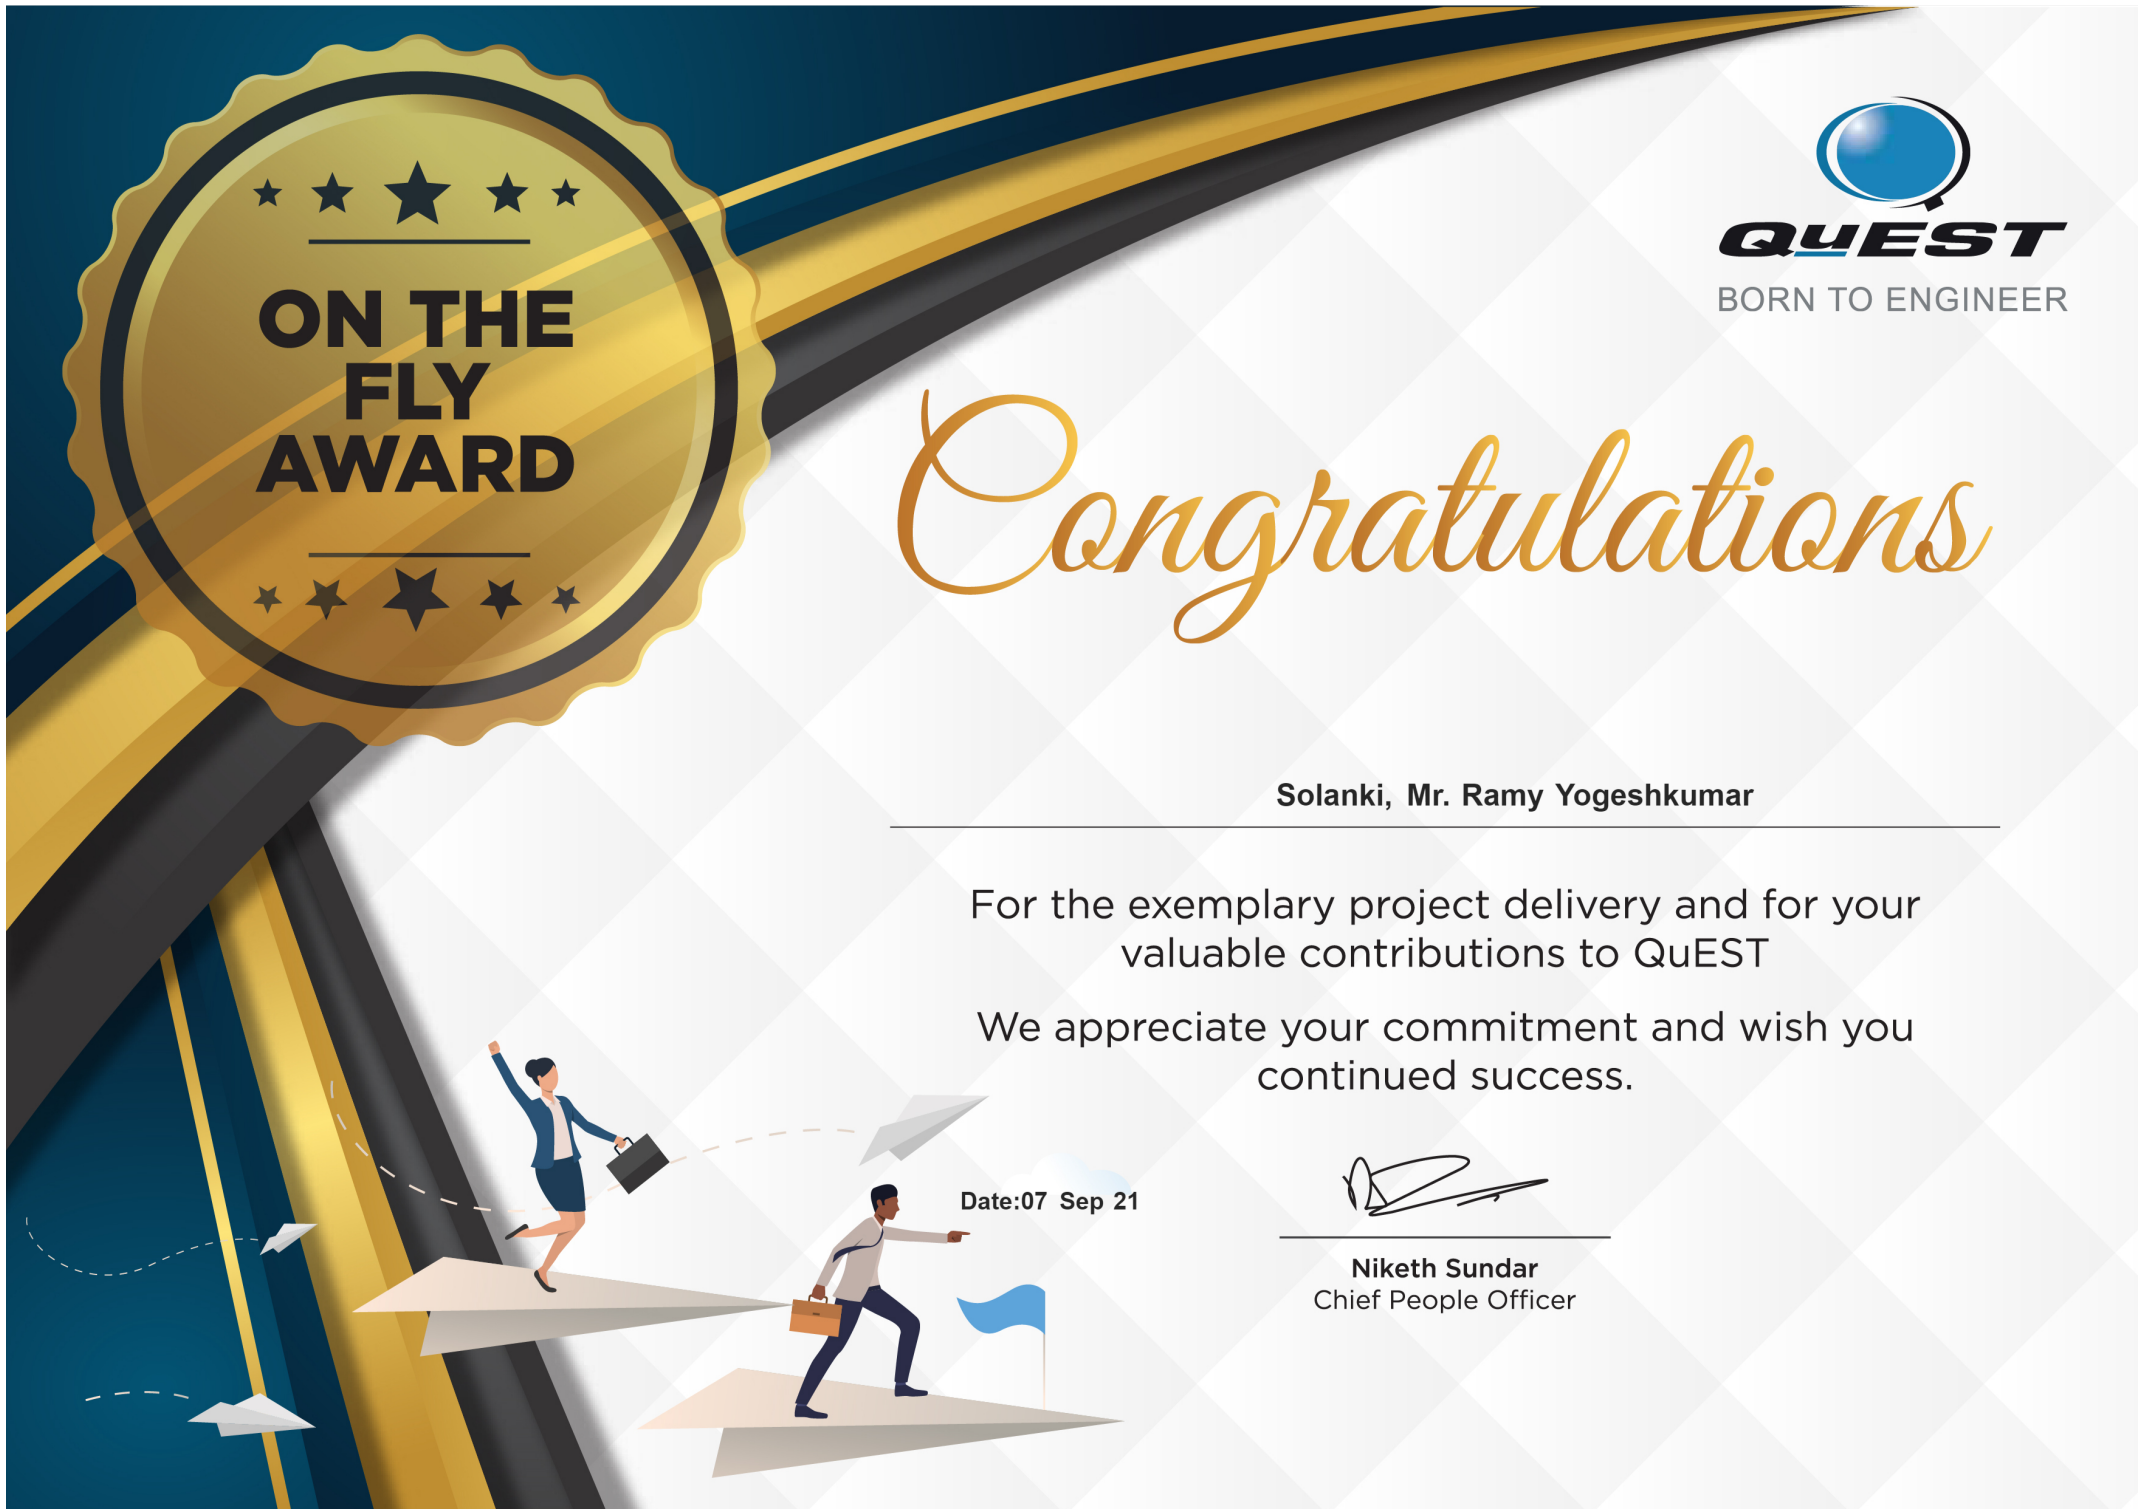 ON THE
FLY
AWARD
QuEST
BORN TO ENGINEER
Congratulations
Solanki, Mr. Ramy Yogeshkumar
For the exemplary project delivery and for your
valuable contributions to QuEST
We appreciate your commitment and wish you
continued success.
Date:07 Sep 21
Niketh Sundar
Chief People Officer